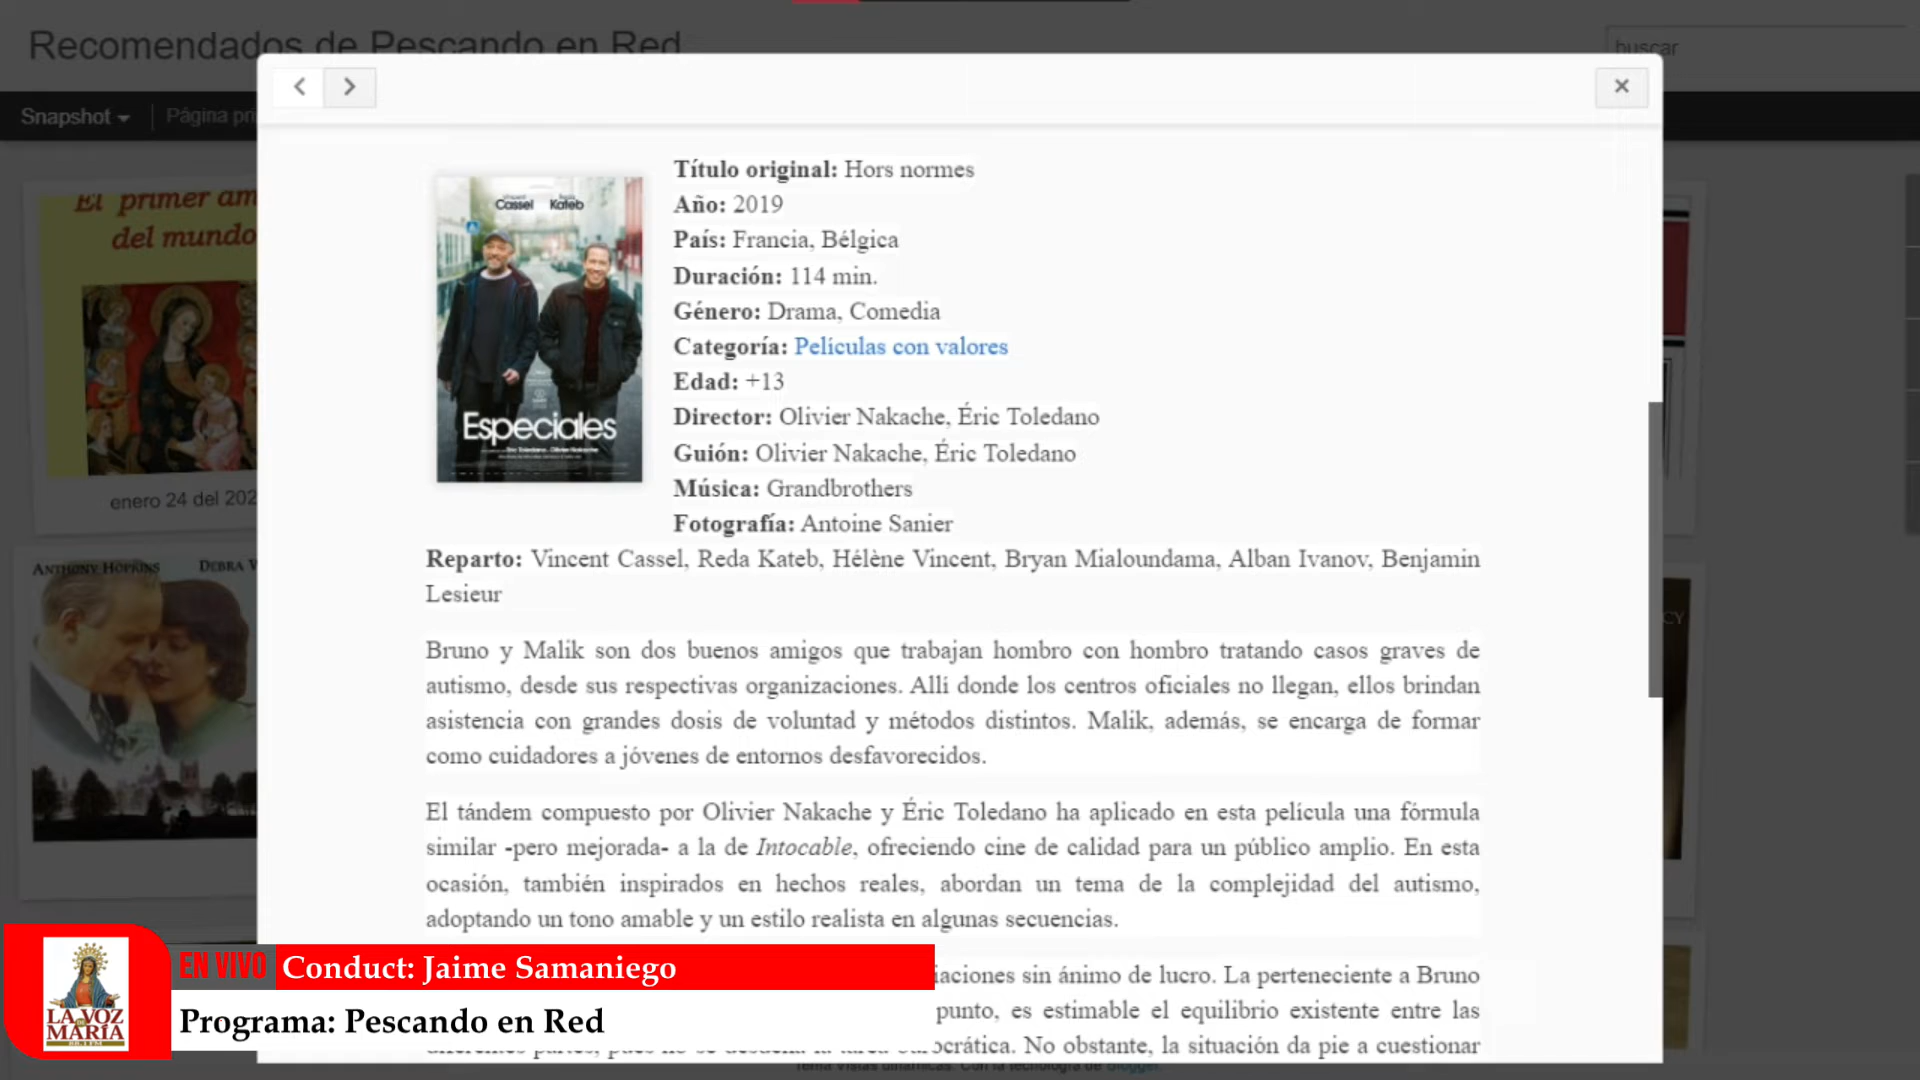 Recomendados de Pescando en Red
buscar
Snapshot
Página
El primer
del mundo
enero 24 del
ANTHONY HOPKINS
DEBRA
Cassel
Kateb
Especiales
Título original: Hors normes
Año: 2019
País: Francia, Bélgica
Duración: 114 min.
Género: Drama, Comedia
Categoría: Películas con valores
Edad: +13
Director: Olivier Nakache, Éric Toledano
Guión: Olivier Nakache, Éric Toledano
Música: Grandbrothers
Fotografía: Antoine Sanier
Reparto: Vincent Cassel, Reda Kateb, Hélène Vincent, Bryan Mialoundama, Alban Ivanov, Benjamin
Lesieur
Bruno y Malik son dos buenos amigos que trabajan hombro con hombro tratando casos graves de
autismo, desde sus respectivas organizaciones. Allí donde los centros oficiales no llegan, ellos brindan
asistencia con grandes dosis de voluntad y métodos distintos. Malik, además, se encarga de formar
como cuidadores a jóvenes de entornos desfavorecidos.
El tándem compuesto por Olivier Nakache y Éric Toledano ha aplicado en esta película una fórmula
similar -pero mejorada- a la de Intocable, ofreciendo cine de calidad para un público amplio. En esta
ocasión, también inspirados en hechos reales, abordan un tema de la complejidad del autismo,
adoptando un tono amable y un estilo realista en algunas secuencias.
sin ánimo de lucro. La perteneciente a Bruno
punto, es estimable el equilibrio existente entre las
No obstante, la situación da pie a cuestionar
EN VIVO
Conduct: Jaime Samaniego
Programa: Pescando en Red
LA VOZ
DE
MARÍA